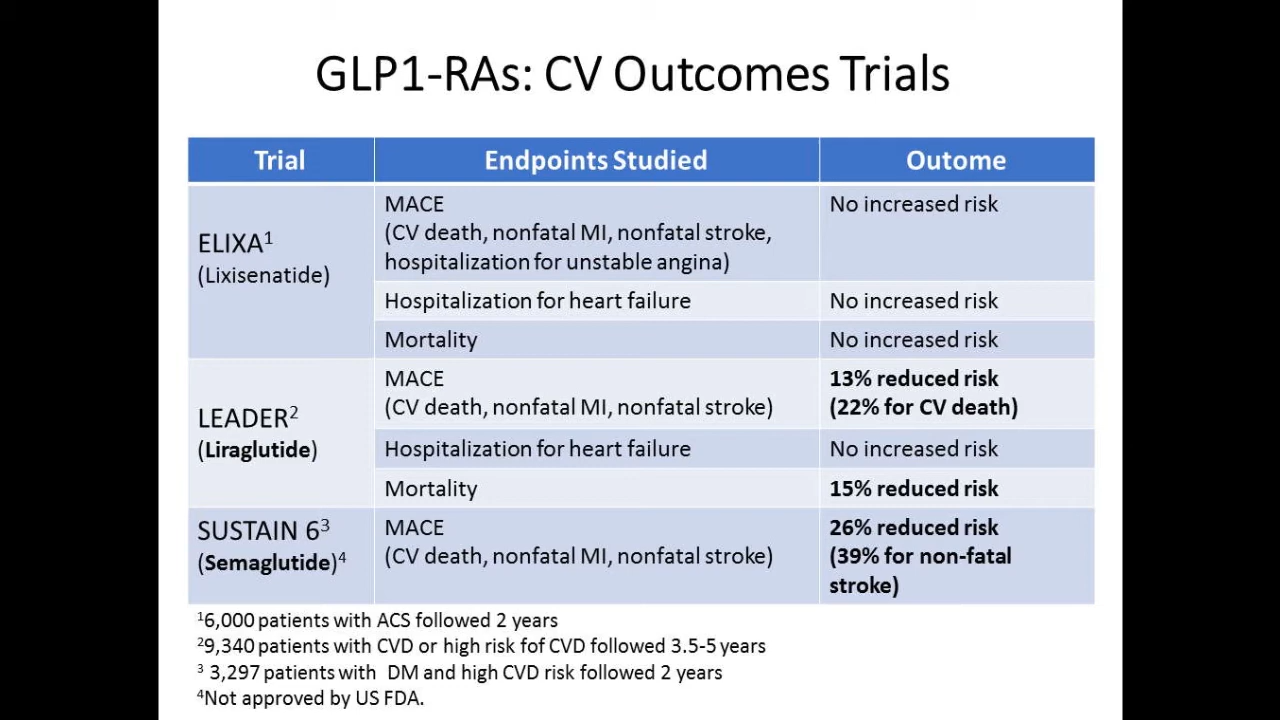 GLP1-RAs: CV Outcomes Trials
Trial Endpoints Studied Outome
ELIXA¹
(Lixisenatide)
MACE
(CV death, nonfatal MI, nonfatal stroke,
hospitalization for unstable angina)
No increased risk
Hospitalization for heart failure
No increased risk
Mortality
No increased risk
LEADER²
(Liraglutide)
MACE
(CV death, nonfatal MI, nonfatal stroke)
13% reduced risk
(22% for CV death)
Hospitalization for heart failure
No increased risk
Mortality
15% reduced risk
SUSTAIN 6³
(Semaglutide)⁴
MACE
(CV death, nonfatal MI, nonfatal stroke)
26% reduced risk
(39% for non-fatal
stroke)
¹6,000 patients with ACS followed 2 years
²9,340 patients with CVD or high risk fof CVD followed 3.5-5 years
³ 3,297 patients with DM and high CVD risk followed 2 years
⁴Not approved by US FDA.